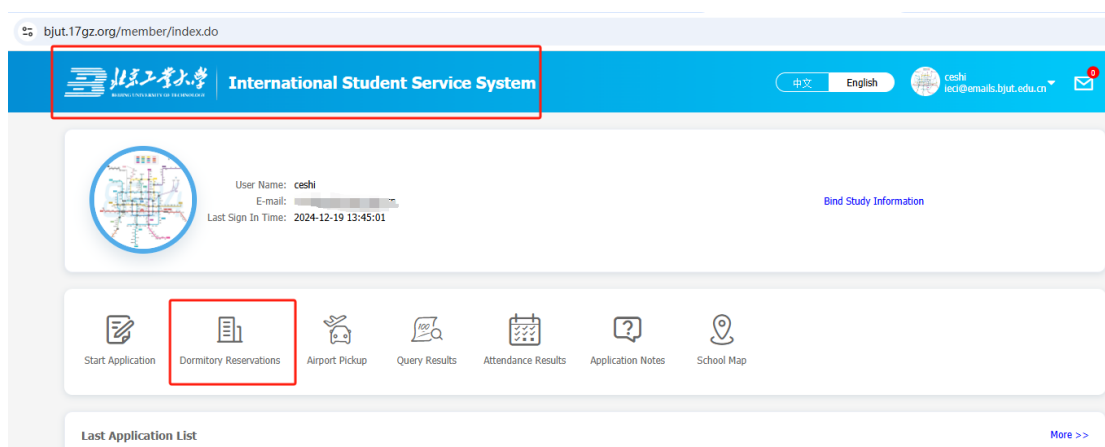 bjut.17gz.org/member/index.do
北京工业大学
BEIJING UNIVERSITY OF TECHNOLOGY
International Student Service System
中文 English
ceshi
ieci@emails.bjut.edu.cn
0
User Name: ceshi
E-mail:
Last Sign In Time: 2024-12-19 13:45:01
Bind Study Information
100
Start Application Dormitory Reservations Airport Pickup Query Results Attendance Results Application Notes School Map
Last Application List More >>